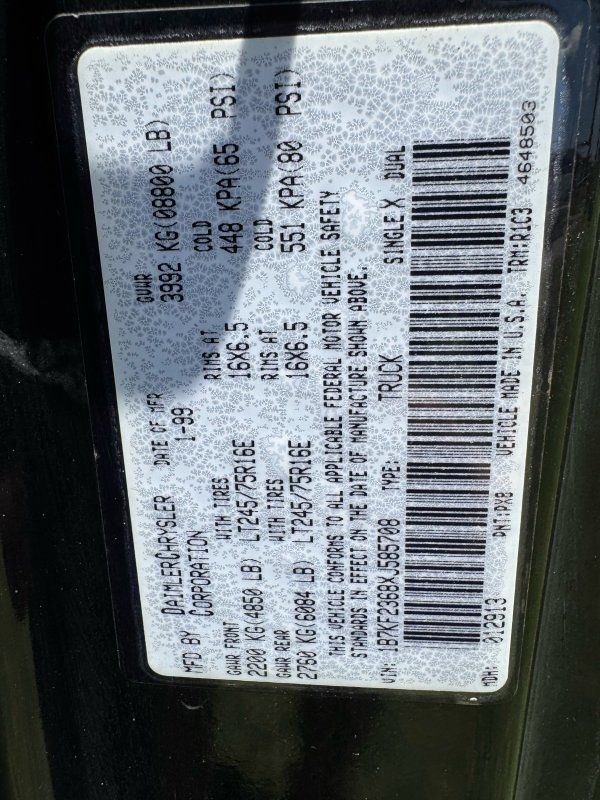 MFD BY DAIMLERCHRYSLER CORPORATION DATE OF MFR 1-99 GVWR 3992 KG(08800 LB)
GAWR FRONT WITH TIRES RIMS AT COLD
2200 KG(4850 LB) LT245/75R16E 16X6.5 448 KPA(65 PSI)
GAWR REAR WITH TIRES RIMS AT COLD
2760 KG(6084 LB) LT245/75R16E 16X6.5 551 KPA(80 PSI)
THIS VEHICLE CONFORMS TO ALL APPLICABLE FEDERAL MOTOR VEHICLE SAFETY
STANDARDS IN EFFECT ON THE DATE OF MANUFACTURE SHOWN ABOVE.
VIN: 1B7KF2368XJ585708 TYPE: TRUCK SINGLE X DUAL
MDH: 012913 PNT:PX8 VEHICLE MADE IN U.S.A. TRM:A1C3 4648503